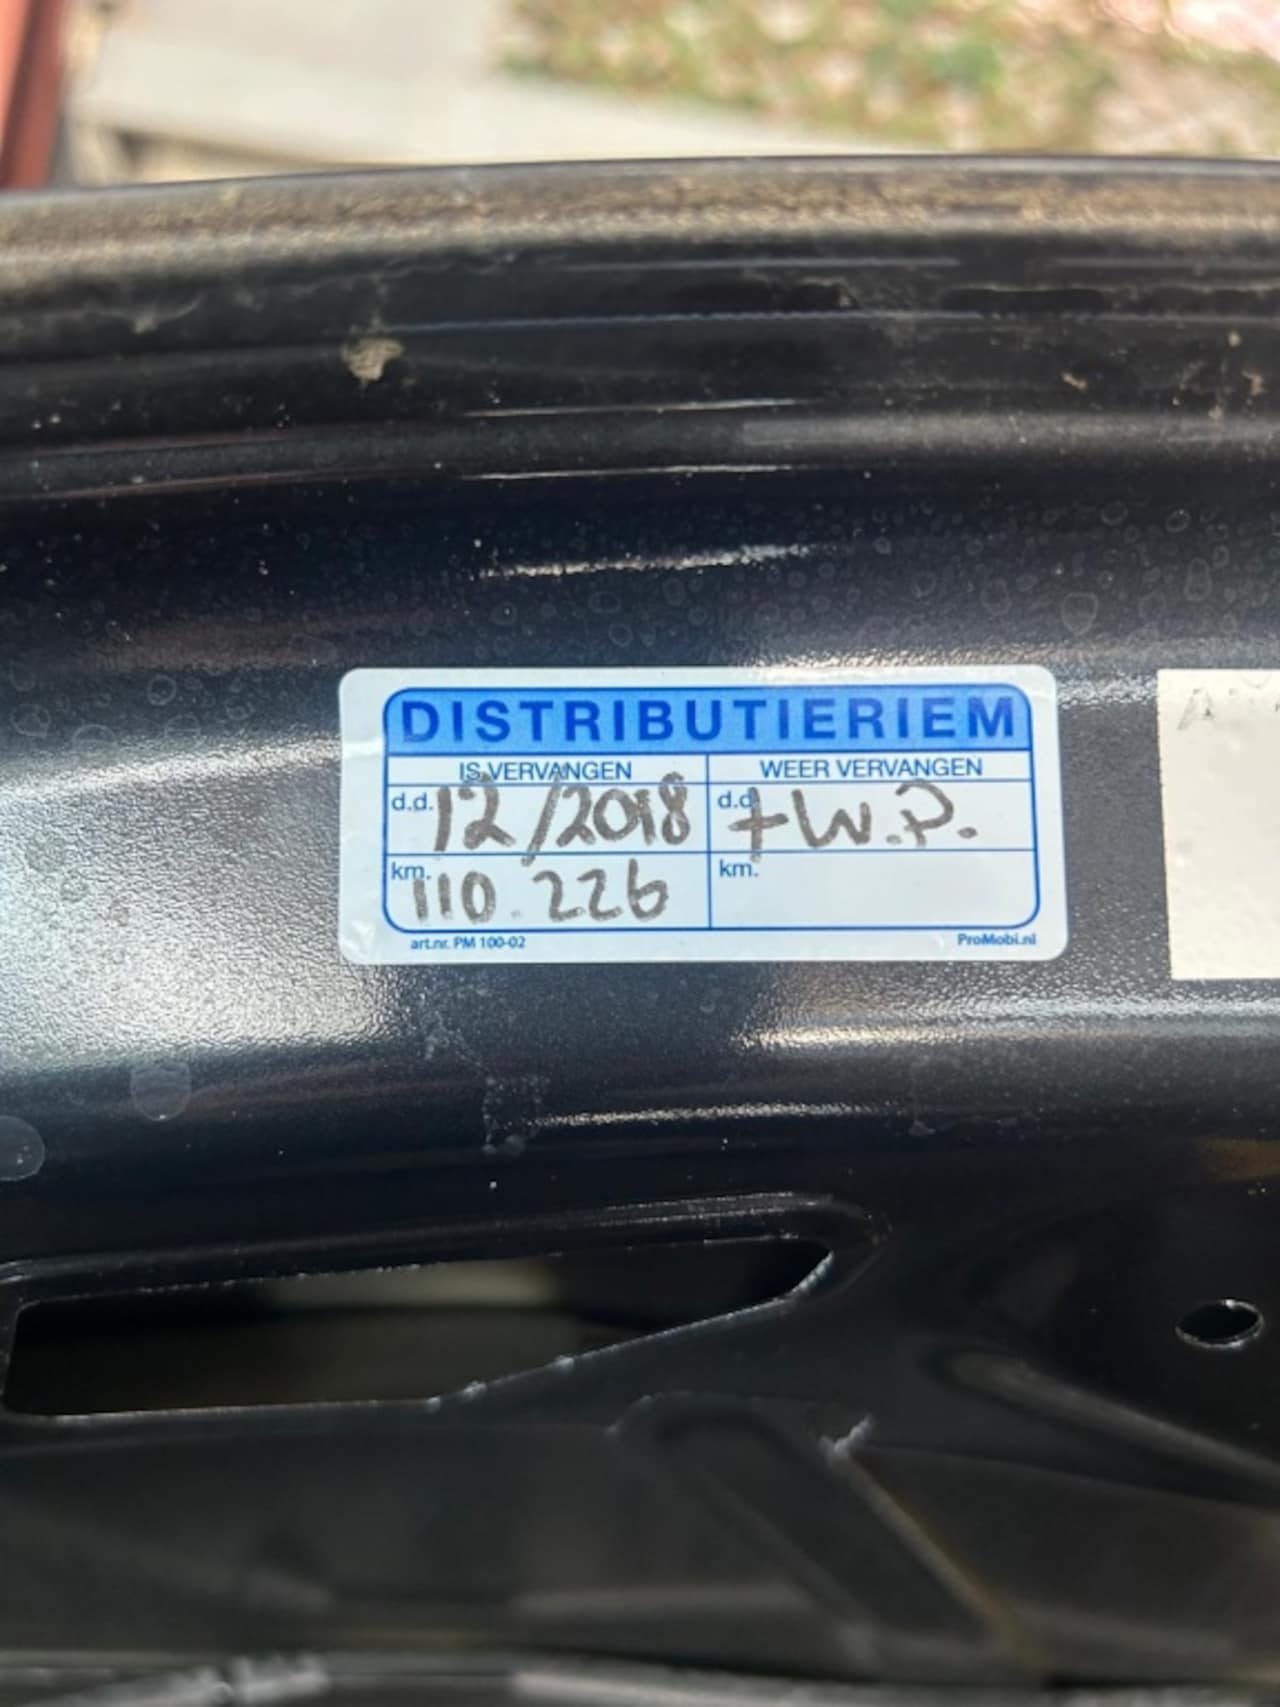 DISTRIBUTIERIEM
IS VERVANGEN WEER VERVANGEN
d.d. 12/2018 d.d. + W.P.
km. 110.226 km.
art.nr. PM 100-02 ProMobi.nl